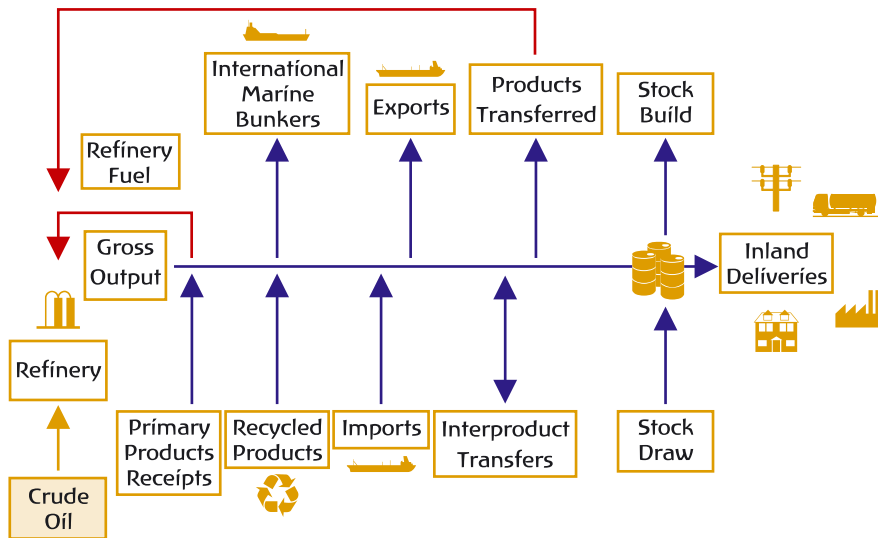 International
Marine
Bunkers
Exports
Products
Transferred
Stock
Build
Refinery
Fuel
Gross
Output
Inland
Deliveries
Refinery
Primary
Products
Receipts
Recycled
Products
Imports
Interproduct
Transfers
Stock
Draw
Crude
Oil